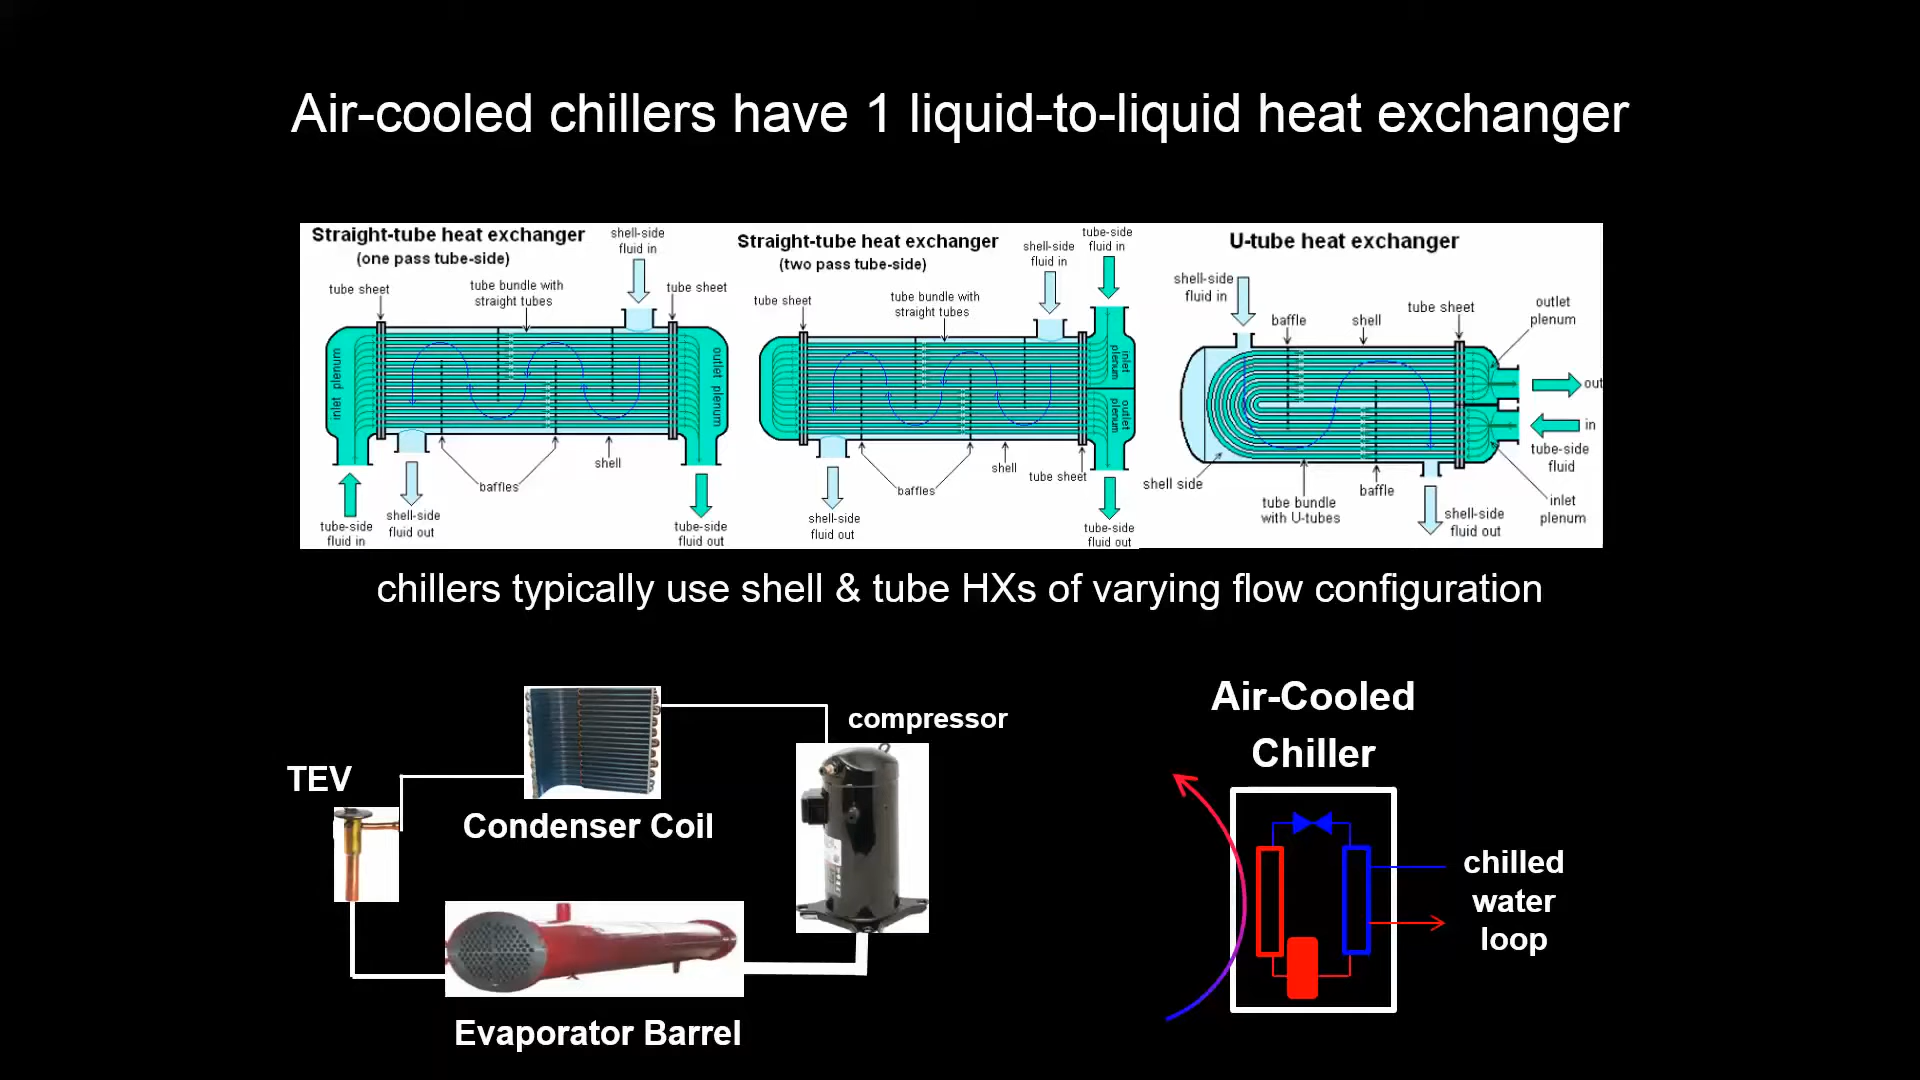 Air-cooled chillers have 1 liquid-to-liquid heat exchanger
Straight-tube heat exchanger
(one pass tube-side)
shell-side
fluid in
tube sheet
tube bundle with
straight tubes
tube sheet
inlet plenum
outlet plenum
baffles
shell
tube-side
fluid in
shell-side
fluid out
tube-side
fluid out
Straight-tube heat exchanger
(two pass tube-side)
shell-side
fluid in
tube-side
fluid in
tube sheet
tube bundle with
straight tubes
inlet
plenum
outlet
plenum
baffles
shell
tube sheet
shell-side
fluid out
tube-side
fluid out
U-tube heat exchanger
shell-side
fluid in
baffle
shell
tube sheet
outlet
plenum
out
in
tube-side
fluid
shell side
tube bundle
with U-tubes
baffle
shell-side
fluid out
inlet
plenum
chillers typically use shell & tube HXs of varying flow configuration
TEV
Condenser Coil
compressor
Evaporator Barrel
Air-Cooled
Chiller
chilled
water
loop